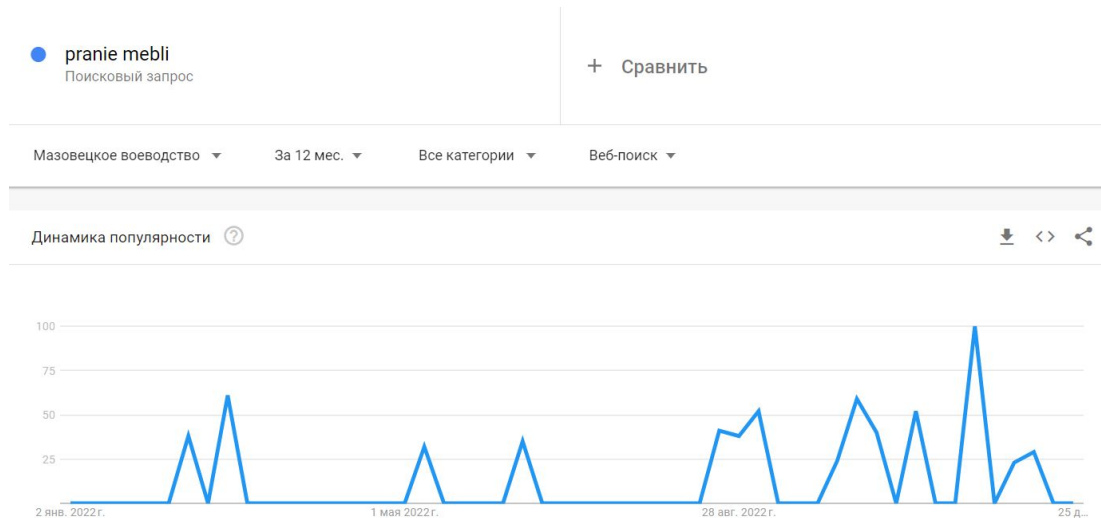 pranie mebli
Поисковый запрос
+ Сравнить
Мазовецкое воеводство
За 12 мес.
Все категории
Веб-поиск
Динамика популярности ?
100
75
50
25
2 янв. 2022 г.
1 мая 2022 г.
28 авг. 2022 г.
25 д...